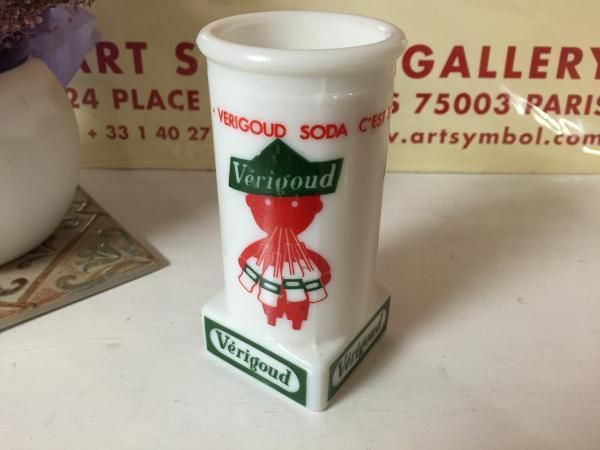 ART S GALLERY
24 PLACE S 75003 PARIS
+ 33 1 40 27 w.artsymbol.com
· VERIGOUD SODA C'EST
Vérigoud
Vérigoud
Vérigoud